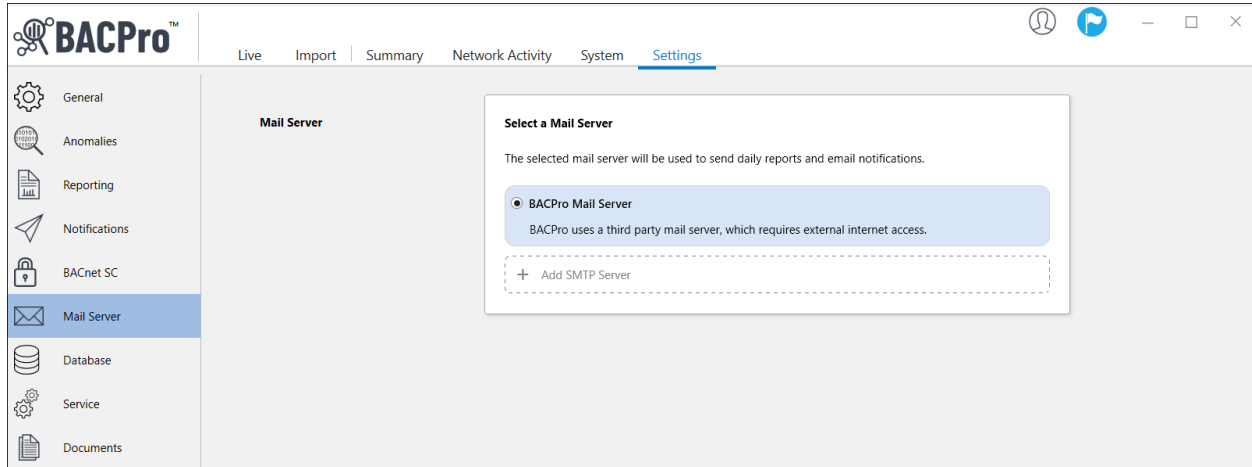 BACPro™
Live Import Summary Network Activity System Settings
General
Anomalies
Reporting
Notifications
BACnet SC
Mail Server
Database
Service
Documents
Mail Server
Select a Mail Server
The selected mail server will be used to send daily reports and email notifications.
BACPro Mail Server
BACPro uses a third party mail server, which requires external internet access.
+ Add SMTP Server